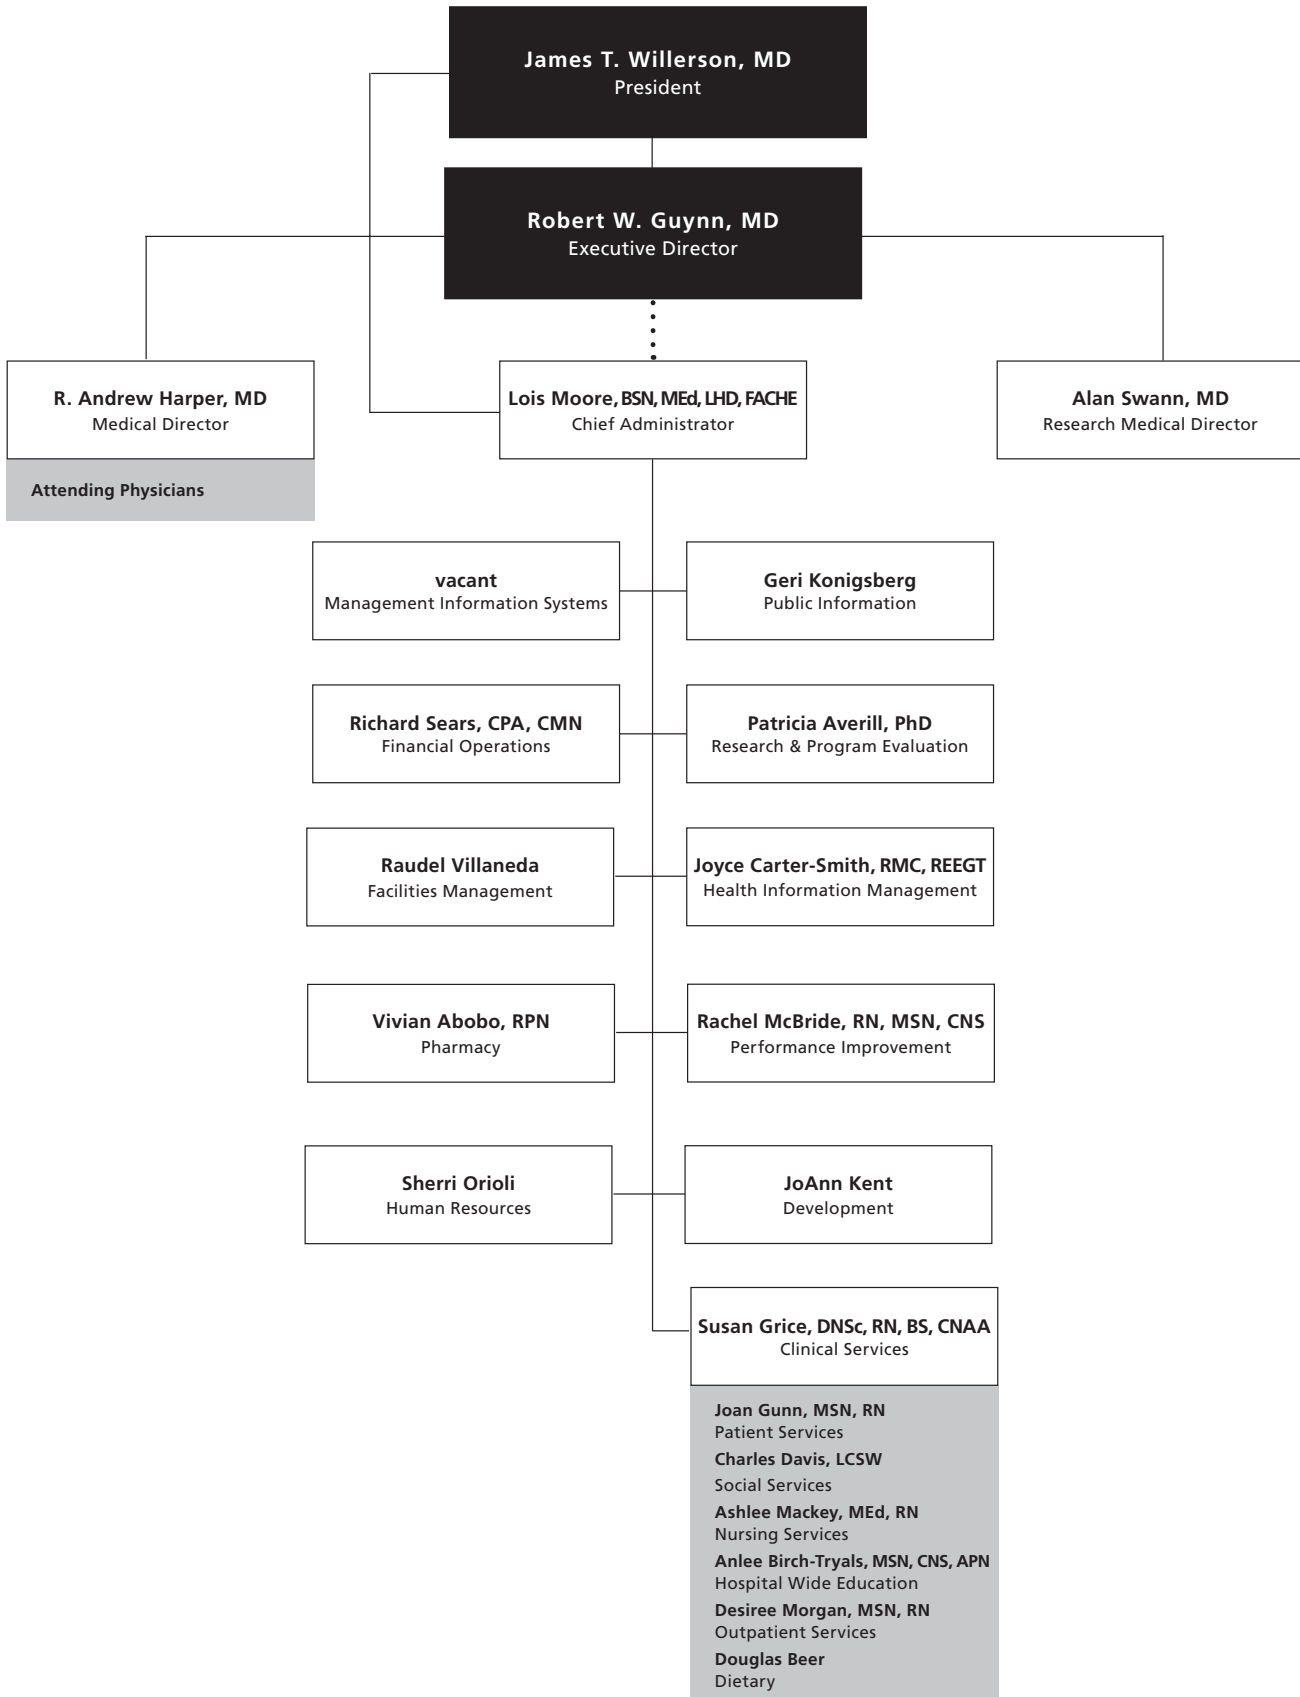 James T. Willerson, MD
President
Robert W. Guynn, MD
Executive Director
R. Andrew Harper, MD
Medical Director
Attending Physicians
Lois Moore, BSN, MEd, LHD, FACHE
Chief Administrator
Alan Swann, MD
Research Medical Director
vacant
Management Information Systems
Geri Konigsberg
Public Information
Richard Sears, CPA, CMN
Financial Operations
Patricia Averill, PhD
Research & Program Evaluation
Raudel Villaneda
Facilities Management
Joyce Carter-Smith, RMC, REEGT
Health Information Management
Vivian Abobo, RPN
Pharmacy
Rachel McBride, RN, MSN, CNS
Performance Improvement
Sherri Orioli
Human Resources
JoAnn Kent
Development
Susan Grice, DNSc, RN, BS, CNAA
Clinical Services
Joan Gunn, MSN, RN
Patient Services
Charles Davis, LCSW
Social Services
Ashlee Mackey, MEd, RN
Nursing Services
Anlee Birch-Tryals, MSN, CNS, APN
Hospital Wide Education
Desiree Morgan, MSN, RN
Outpatient Services
Douglas Beer
Dietary